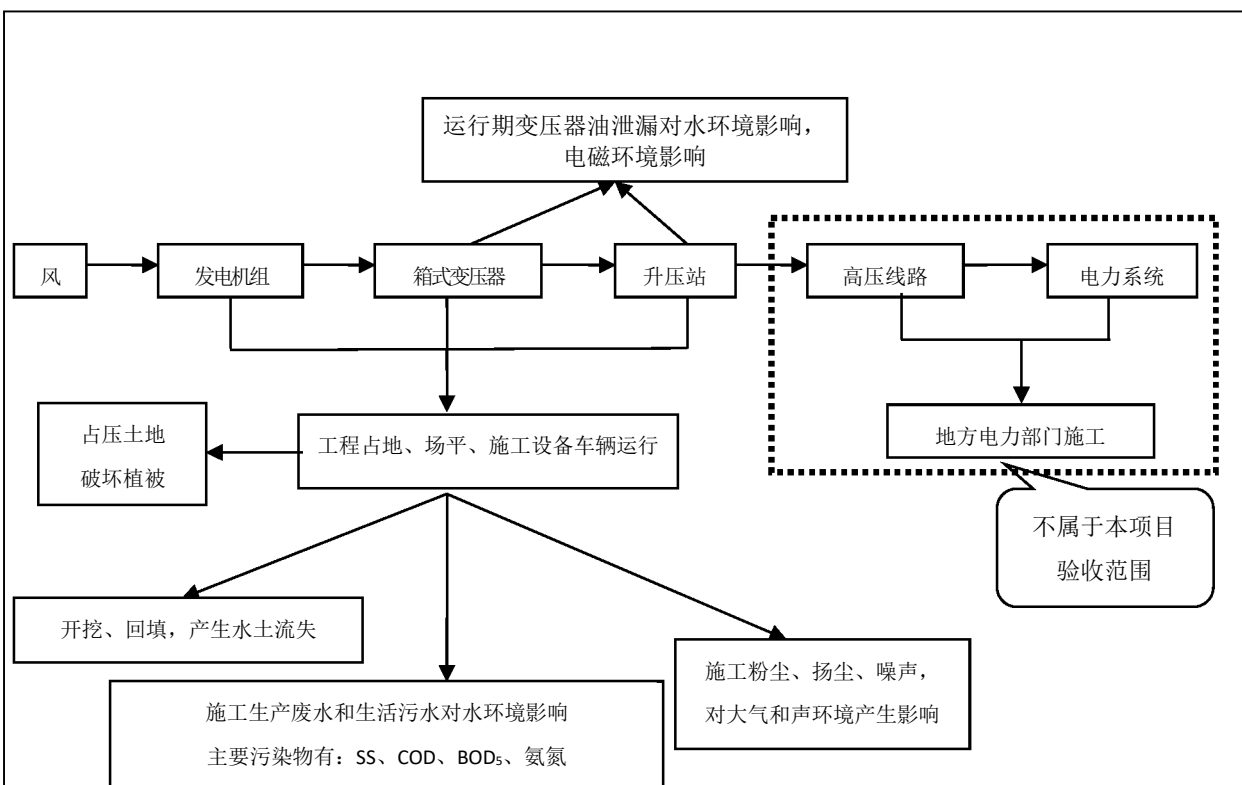 运行期变压器油泄漏对水环境影响，
电磁环境影响
风
发电机组
箱式变压器
升压站
高压线路
电力系统
占压土地
破坏植被
工程占地、场平、施工设备车辆运行
地方电力部门施工
不属于本项目
验收范围
开挖、回填，产生水土流失
施工粉尘、扬尘、噪声，
对大气和声环境产生影响
施工生产废水和生活污水对水环境影响
主要污染物有：SS、COD、BOD₅、氨氮